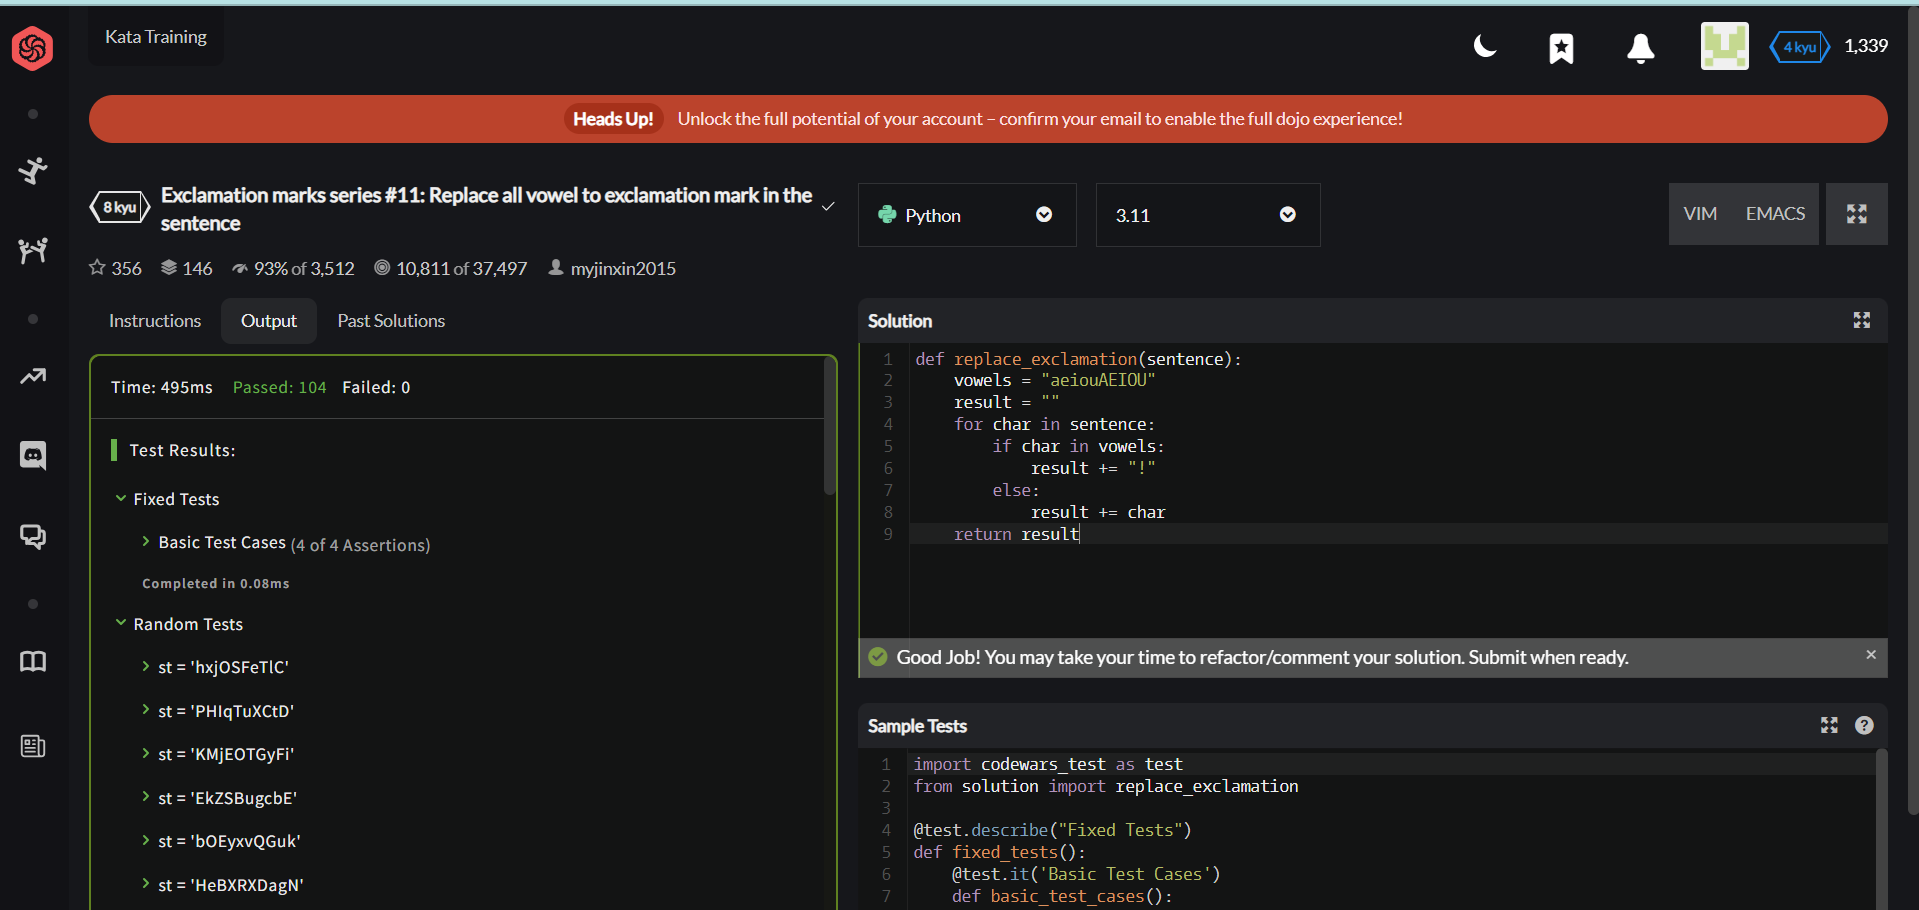 Kata Training
4 kyu
1,339
Heads Up! Unlock the full potential of your account – confirm your email to enable the full dojo experience!
8 kyu
Exclamation marks series #11: Replace all vowel to exclamation mark in the
sentence
356 146 93% of 3,512 10,811 of 37,497 myjinxin2015
Python
3.11
VIM EMACS
Instructions Output Past Solutions
Time: 495ms Passed: 104 Failed: 0
Test Results:
Fixed Tests
Basic Test Cases (4 of 4 Assertions)
Completed in 0.08ms
Random Tests
st = 'hxjOSFeTlC'
st = 'PHIqTuXCtD'
st = 'KMjEOTGyFi'
st = 'EkZSBugcbE'
st = 'bOEyxvQGuk'
st = 'HeBXRXDagN'
Solution
1 def replace_exclamation(sentence):
2     vowels = "aeiouAEIOU"
3     result = ""
4     for char in sentence:
5         if char in vowels:
6             result += "!"
7         else:
8             result += char
9     return result
Good Job! You may take your time to refactor/comment your solution. Submit when ready.
×
Sample Tests
?
1 import codewars_test as test
2 from solution import replace_exclamation
3
4 @test.describe("Fixed Tests")
5 def fixed_tests():
6     @test.it('Basic Test Cases')
7     def basic_test_cases():